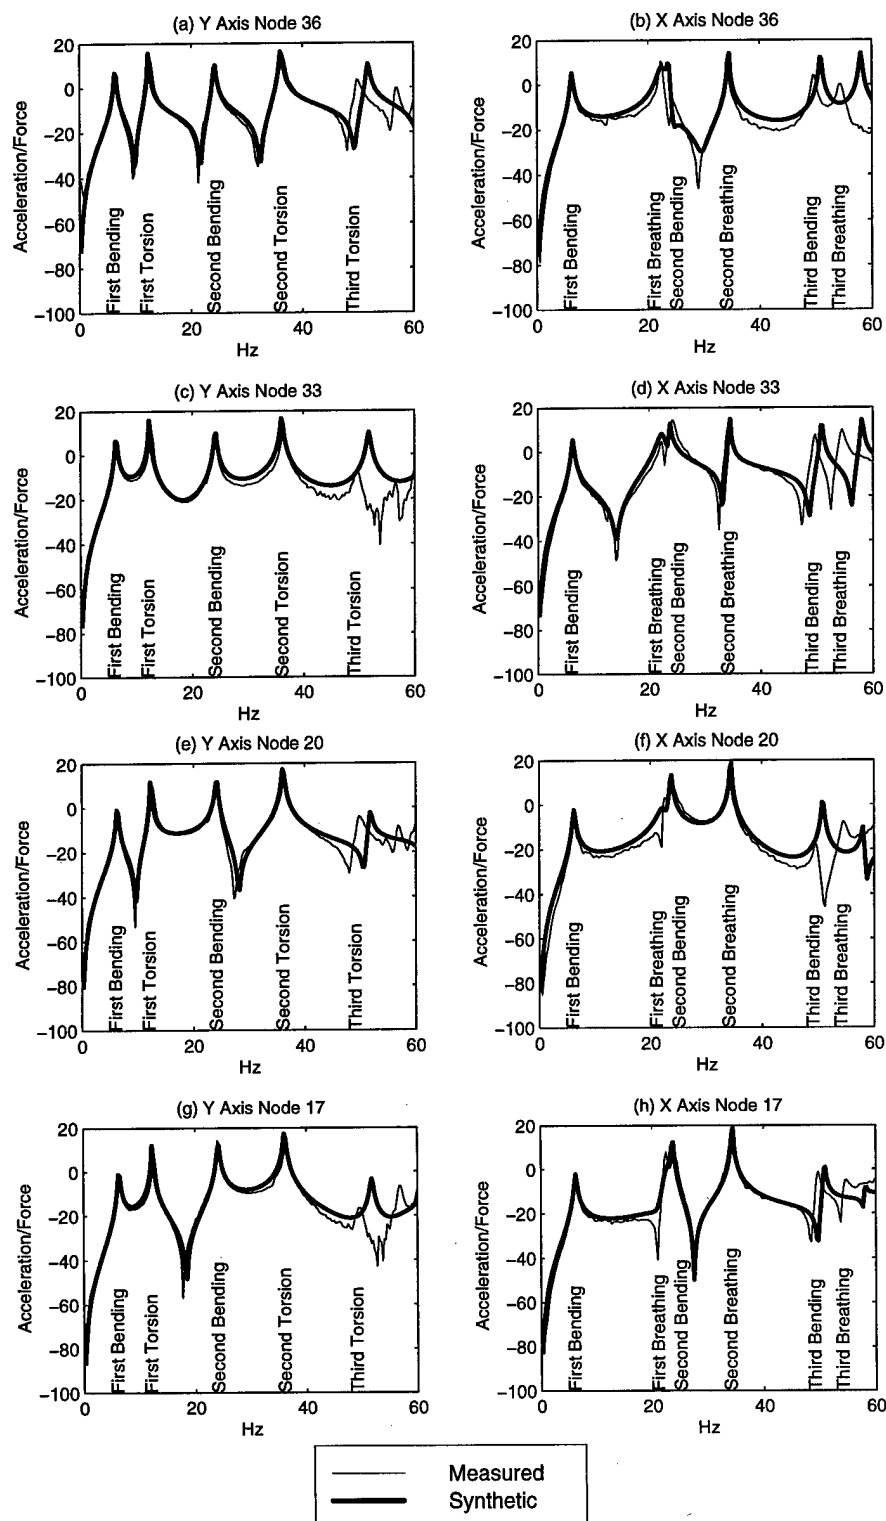 (a) Y Axis Node 36
20
0
−20
−40
−60
−80
−100
Acceleration/Force
First Bending
First Torsion
Second Bending
Second Torsion
Third Torsion
0
20
40
60
Hz
(b) X Axis Node 36
20
0
−20
−40
−60
−80
−100
Acceleration/Force
First Bending
First Breathing
Second Bending
Second Breathing
Third Bending
Third Breathing
0
20
40
60
Hz
(c) Y Axis Node 33
20
0
−20
−40
−60
−80
−100
Acceleration/Force
First Bending
First Torsion
Second Bending
Second Torsion
Third Torsion
0
20
40
60
Hz
(d) X Axis Node 33
20
0
−20
−40
−60
−80
−100
Acceleration/Force
First Bending
First Breathing
Second Bending
Second Breathing
Third Bending
Third Breathing
0
20
40
60
Hz
(e) Y Axis Node 20
20
0
−20
−40
−60
−80
−100
Acceleration/Force
First Bending
First Torsion
Second Bending
Second Torsion
Third Torsion
0
20
40
60
Hz
(f) X Axis Node 20
20
0
−20
−40
−60
−80
−100
Acceleration/Force
First Bending
First Breathing
Second Bending
Second Breathing
Third Bending
Third Breathing
0
20
40
60
Hz
(g) Y Axis Node 17
20
0
−20
−40
−60
−80
−100
Acceleration/Force
First Bending
First Torsion
Second Bending
Second Torsion
Third Torsion
0
20
40
60
Hz
(h) X Axis Node 17
20
0
−20
−40
−60
−80
−100
Acceleration/Force
First Bending
First Breathing
Second Bending
Second Breathing
Third Bending
Third Breathing
0
20
40
60
Hz
Measured
Synthetic